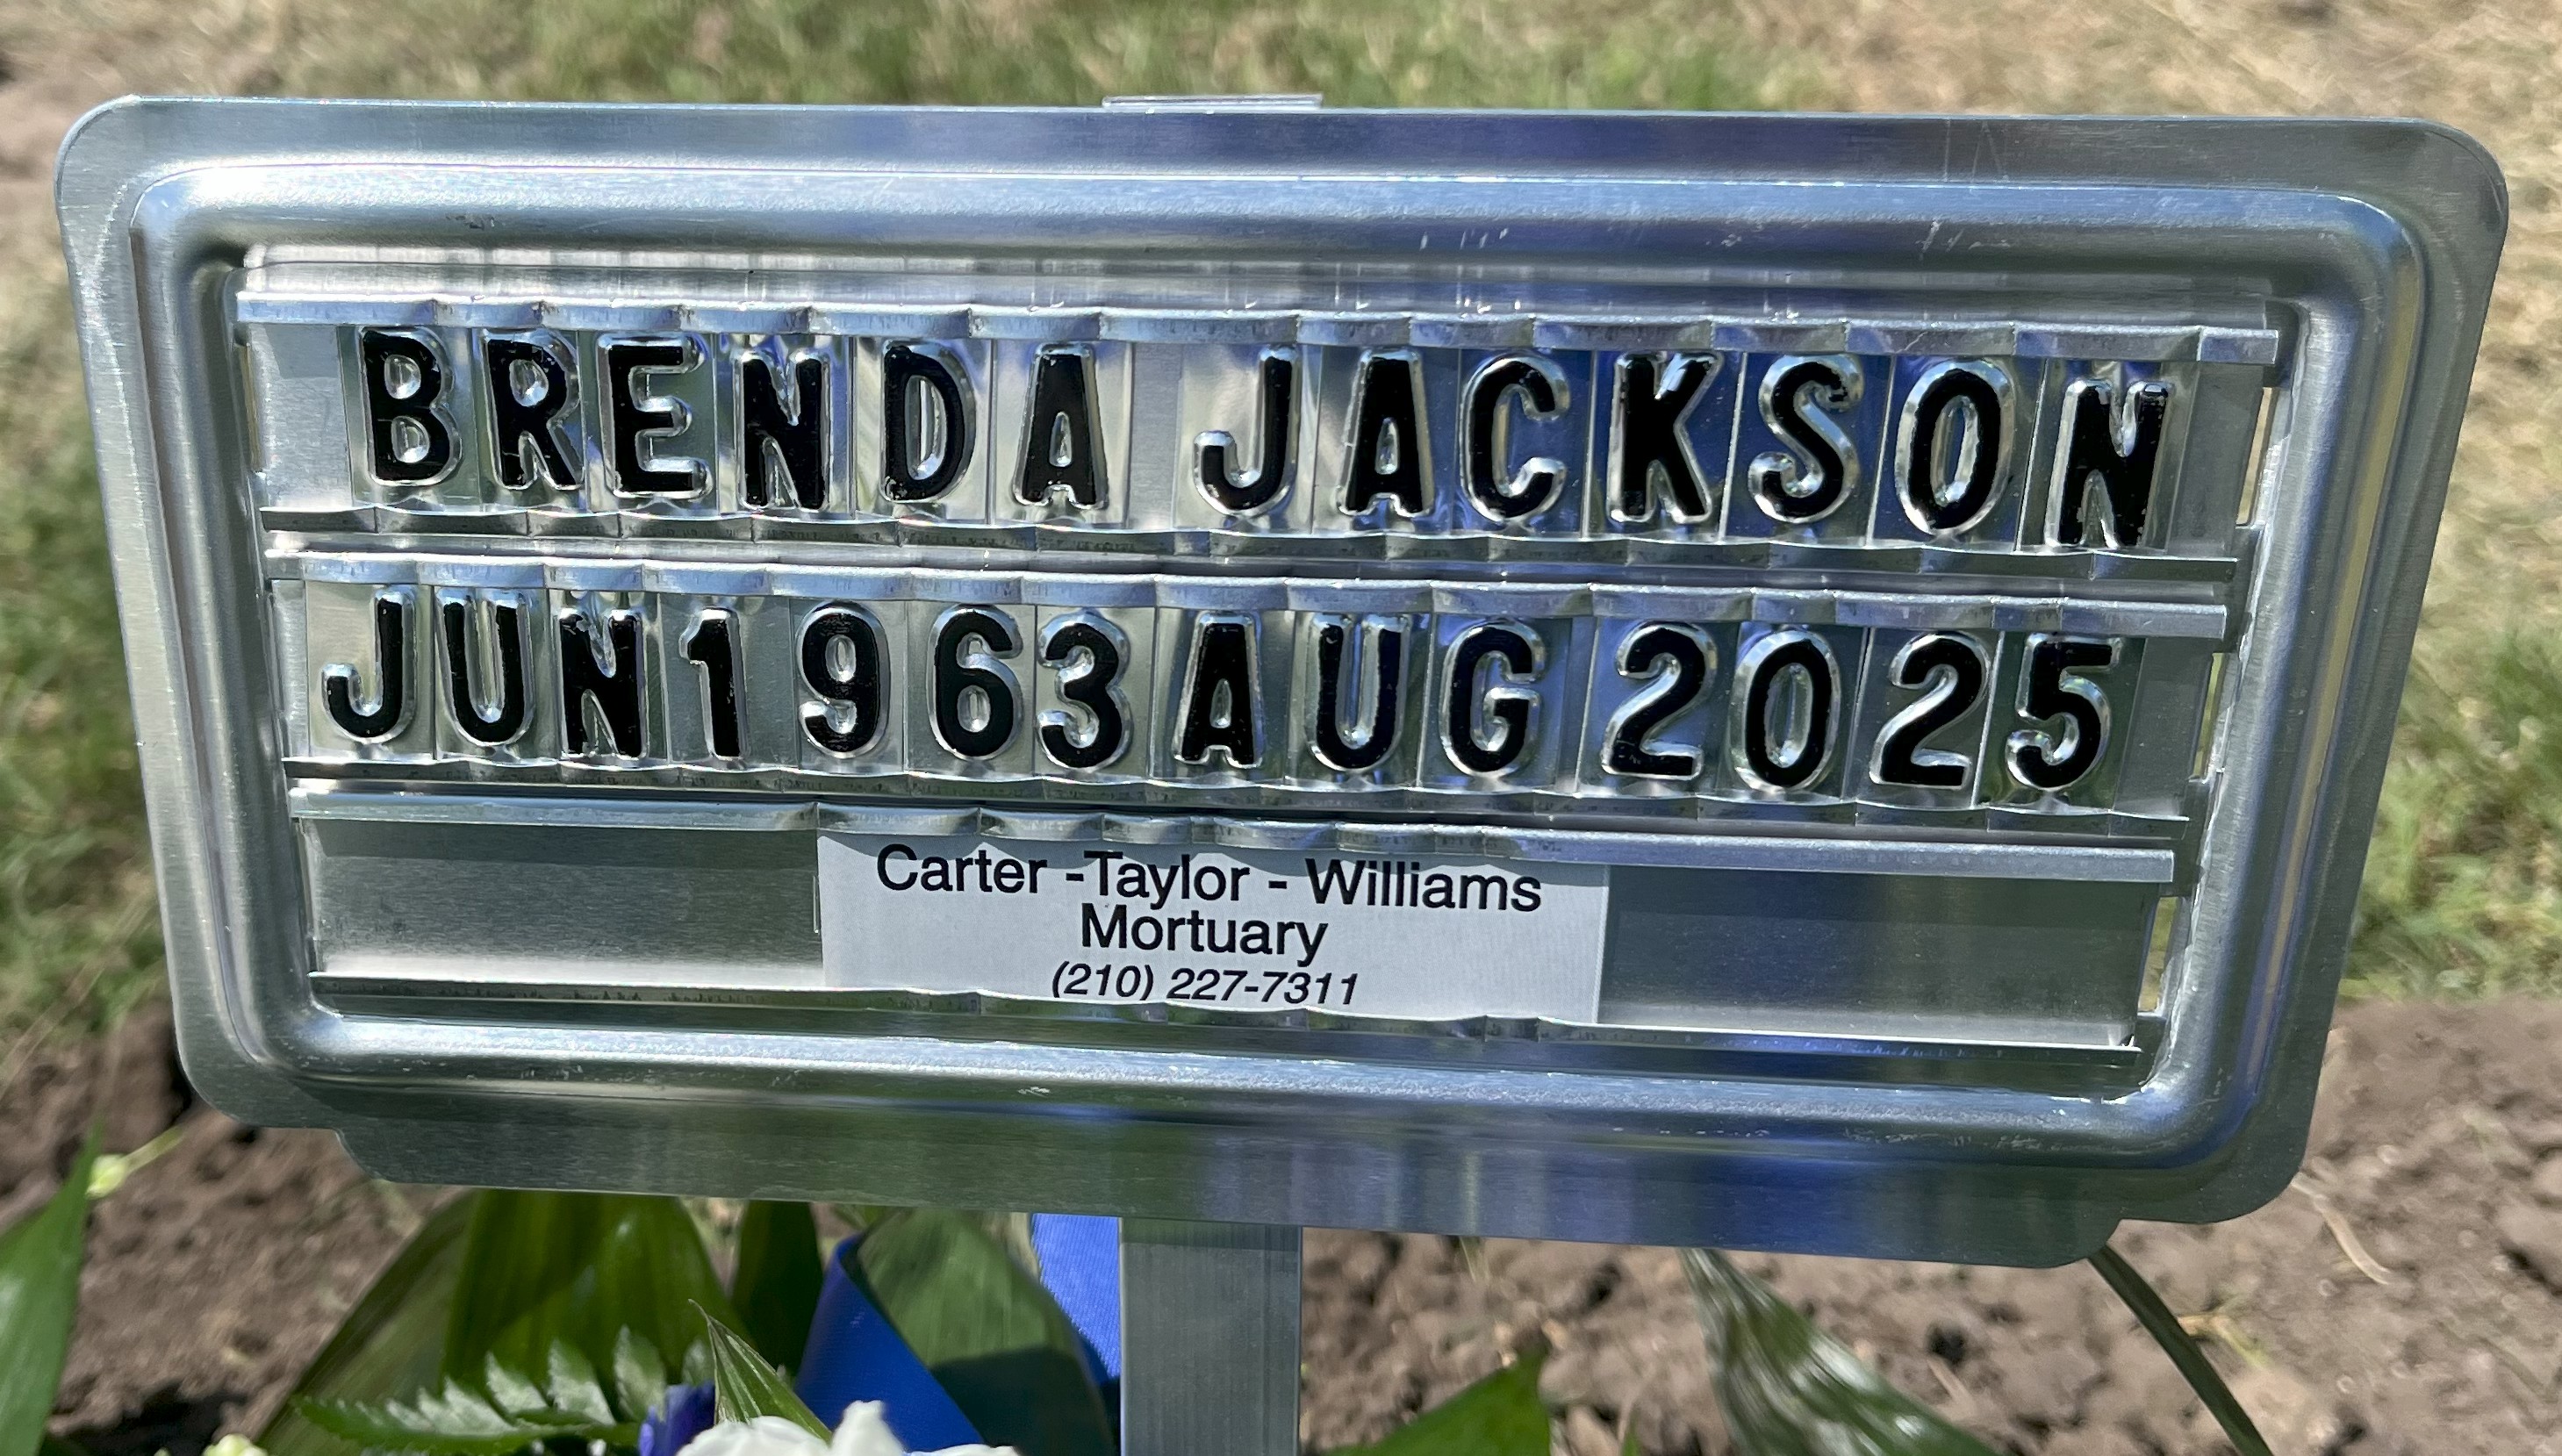 BRENDA JACKSON
JUN1963AUG2025
Carter -Taylor - Williams
Mortuary
(210) 227-7311